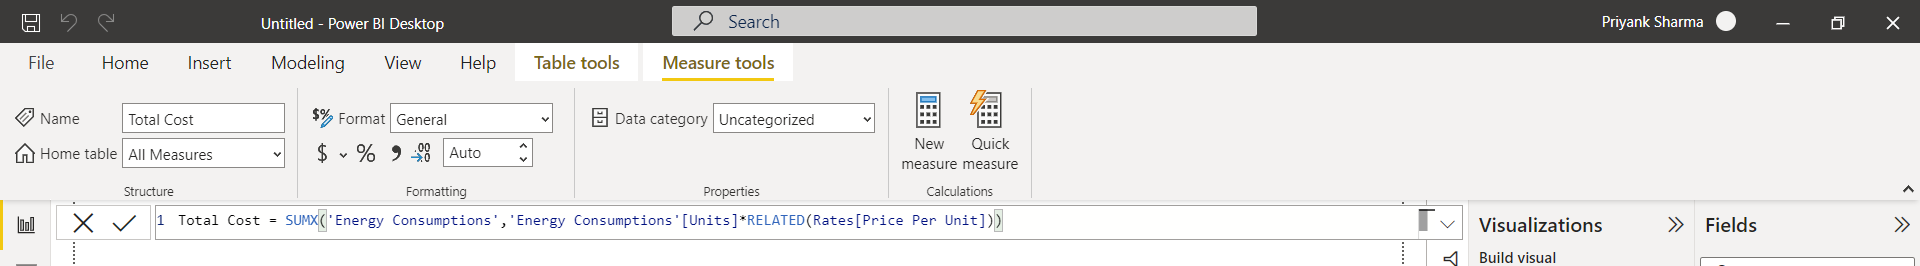 Untitled - Power BI Desktop
Search
Priyank Sharma
File Home Insert Modeling View Help Table tools Measure tools
Name Total Cost
Home table All Measures
Structure
$% Format General
$ % , .00 .0 Auto
Formatting
Data category Uncategorized
Properties
New measure
Quick measure
Calculations
1 Total Cost = SUMX('Energy Consumptions','Energy Consumptions'[Units]*RELATED(Rates[Price Per Unit]))
Visualizations
Fields
Build visual